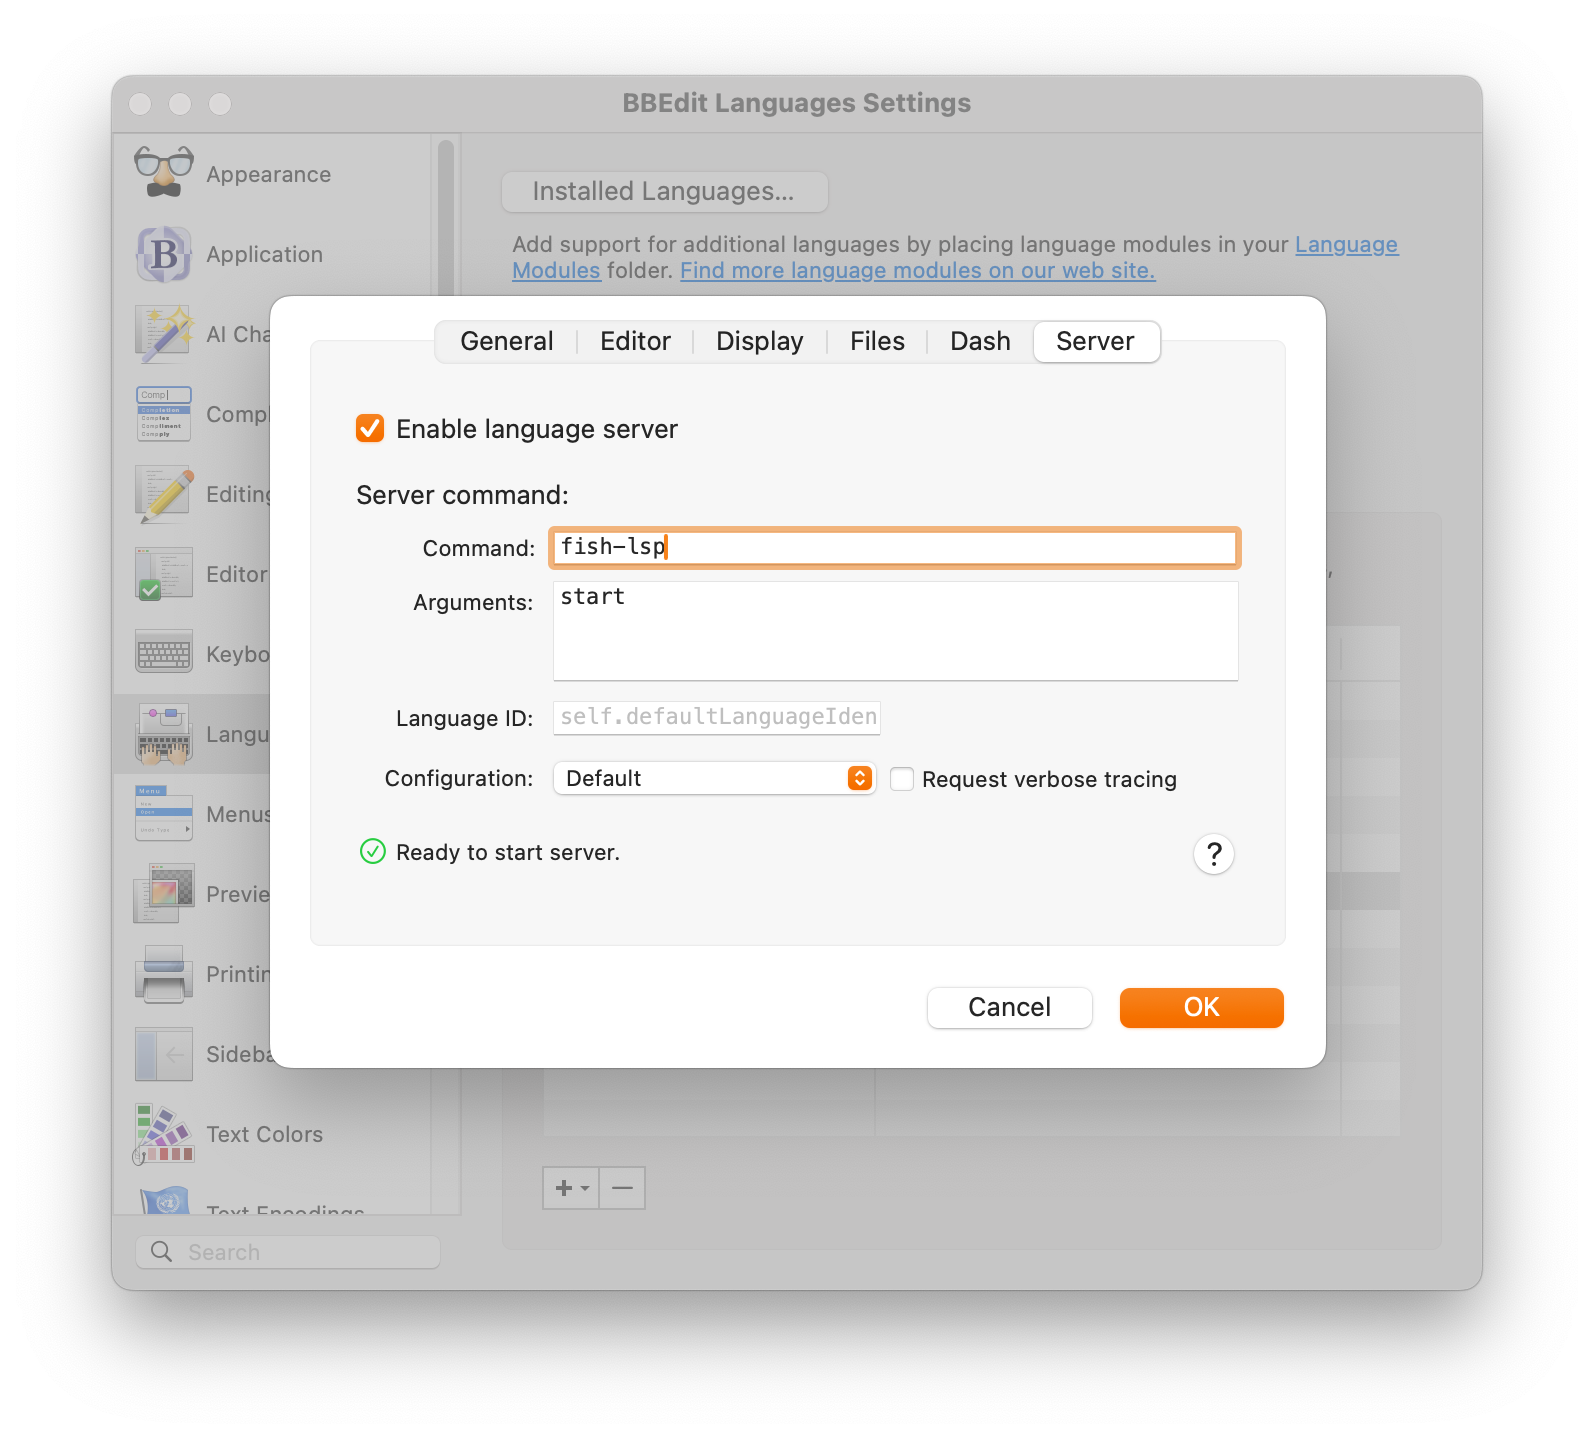 BBEdit Languages Settings
Appearance
Application
AI Cha
Comp
Compl
Editing
Editor
Keybo
Langu
Menu
Menus
Previe
Printin
Sideba
Text Colors
Text Encodings
Search
Installed Languages...
Add support for additional languages by placing language modules in your Language
Modules folder. Find more language modules on our web site.
General
Editor
Display
Files
Dash
Server
Enable language server
Server command:
Command: fish-lsp
Arguments: start
Language ID: self.defaultLanguageIden
Configuration: Default
Request verbose tracing
Ready to start server.
?
Cancel
OK